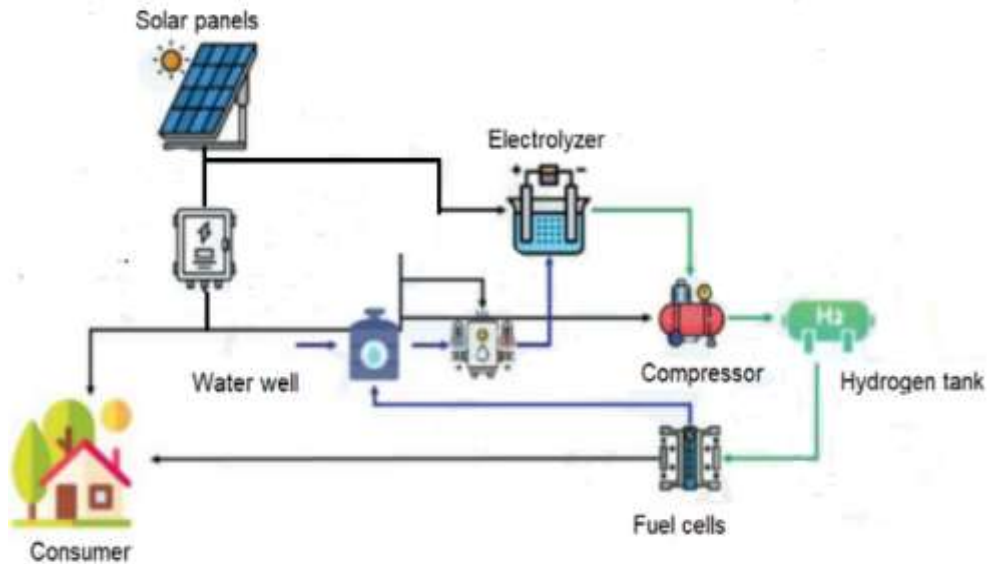 Solar panels
Electrolyzer
+ −
H2
Water well
Compressor
Hydrogen tank
Fuel cells
Consumer